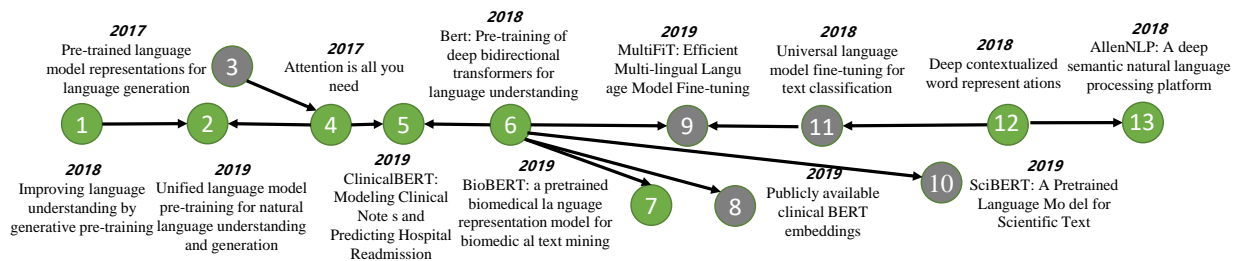 2017
Pre-trained language
model representations for
language generation
3
2017
Attention is all you
need
2018
Bert: Pre-training of
deep bidirectional
transformers for
language understanding
2019
MultiFiT: Efficient
Multi-lingual Langu
age Model Fine-tuning
2018
Universal language
model fine-tuning for
text classification
2018
Deep contextualized
word represent ations
2018
AllenNLP: A deep
semantic natural language
processing platform
1
2
4
5
6
9
11
12
13
2018
Improving language
understanding by
generative pre-training
2019
Unified language model
pre-training for natural
language understanding
and generation
2019
ClinicalBERT:
Modeling Clinical
Note s and
Predicting Hospital
Readmission
2019
BioBERT: a pretrained
biomedical la nguage
representation model for
biomedic al text mining
7
8
2019
Publicly available
clinical BERT
embeddings
10
2019
SciBERT: A Pretrained
Language Mo del for
Scientific Text